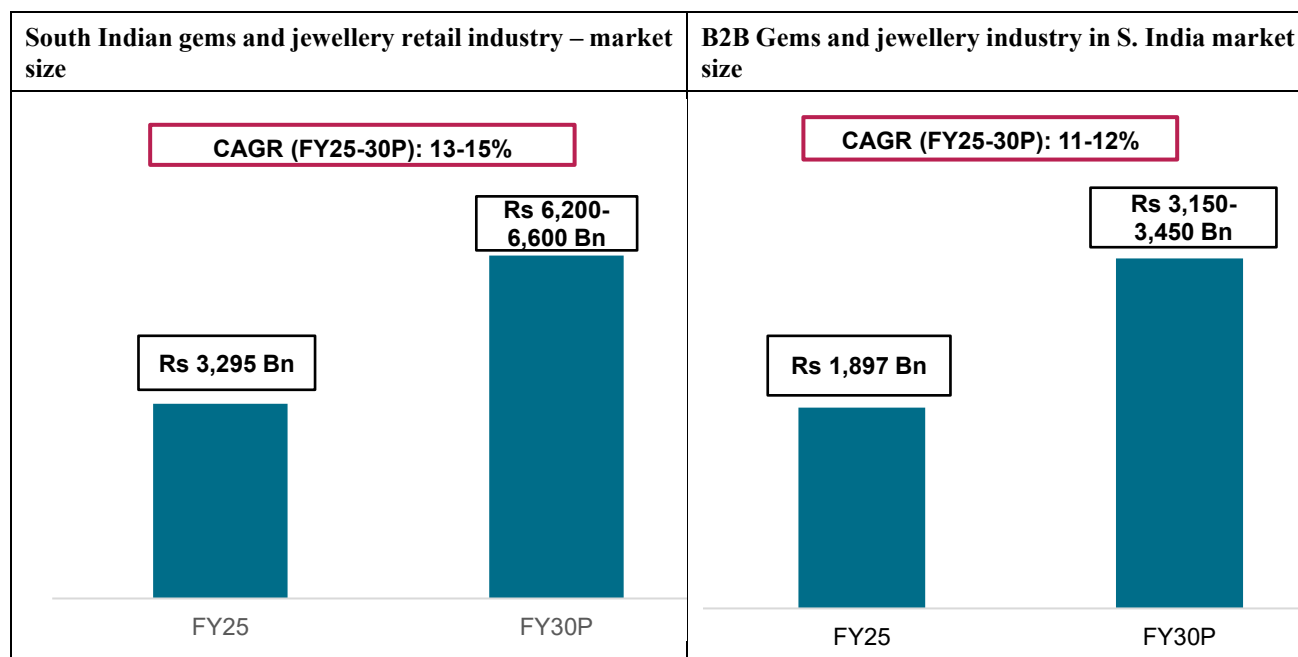 South Indian gems and jewellery retail industry – market
size
CAGR (FY25-30P): 13-15%
Rs 6,200-
6,600 Bn
Rs 3,295 Bn
FY25
FY30P
B2B Gems and jewellery industry in S. India market
size
CAGR (FY25-30P): 11-12%
Rs 3,150-
3,450 Bn
Rs 1,897 Bn
FY25
FY30P